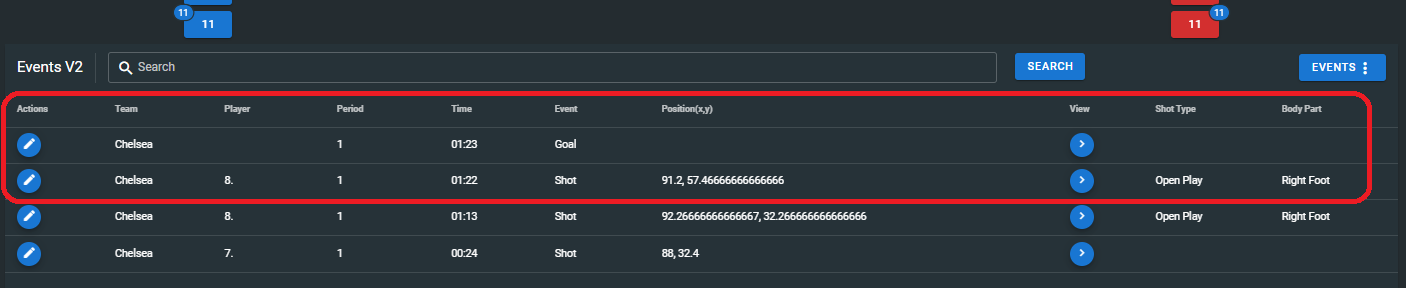 11 11
11 11
Events V2 Search SEARCH EVENTS
Actions Team Player Period Time Event Position(x,y) View Shot Type Body Part
Chelsea 1 01:23 Goal
Chelsea 8. 1 01:22 Shot 91.2, 57.46666666666666 Open Play Right Foot
Chelsea 8. 1 01:13 Shot 92.26666666666667, 32.266666666666666 Open Play Right Foot
Chelsea 7. 1 00:24 Shot 88, 32.4